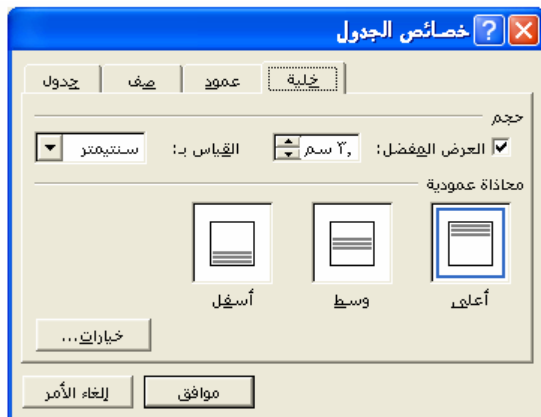 خصائص الجدول
جدول صف عمود خلية
حجم
العرض المفضل: ٣, سم القياس بـ: سنتيمتر
محاذاة عمودية
أعلى وسط أسفل
خيارات...
موافق إلغاء الأمر